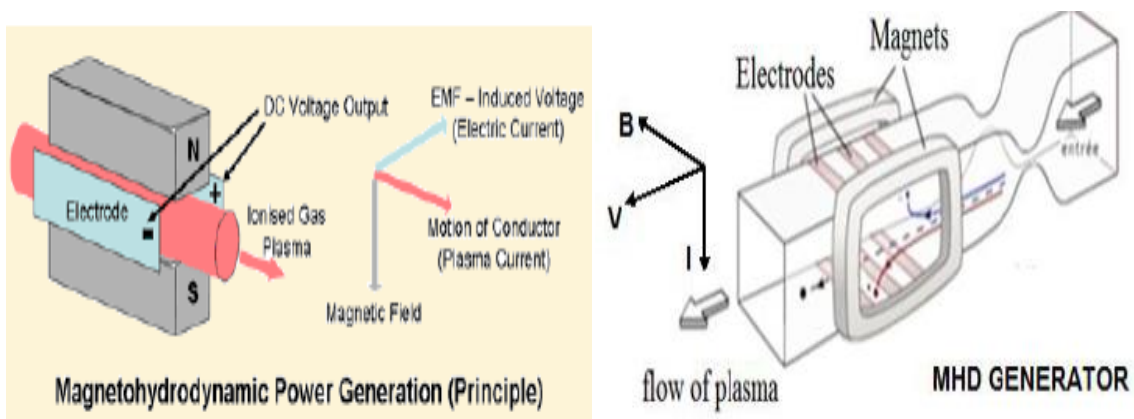 DC Voltage Output
N
+
Electrode
-
Ionised Gas
Plasma
S
EMF – Induced Voltage
(Electric Current)
Motion of Conductor
(Plasma Current)
Magnetic Field
Magnetohydrodynamic Power Generation (Principle)
Magnets
Electrodes
B
V
I
entrée
flow of plasma
MHD GENERATOR